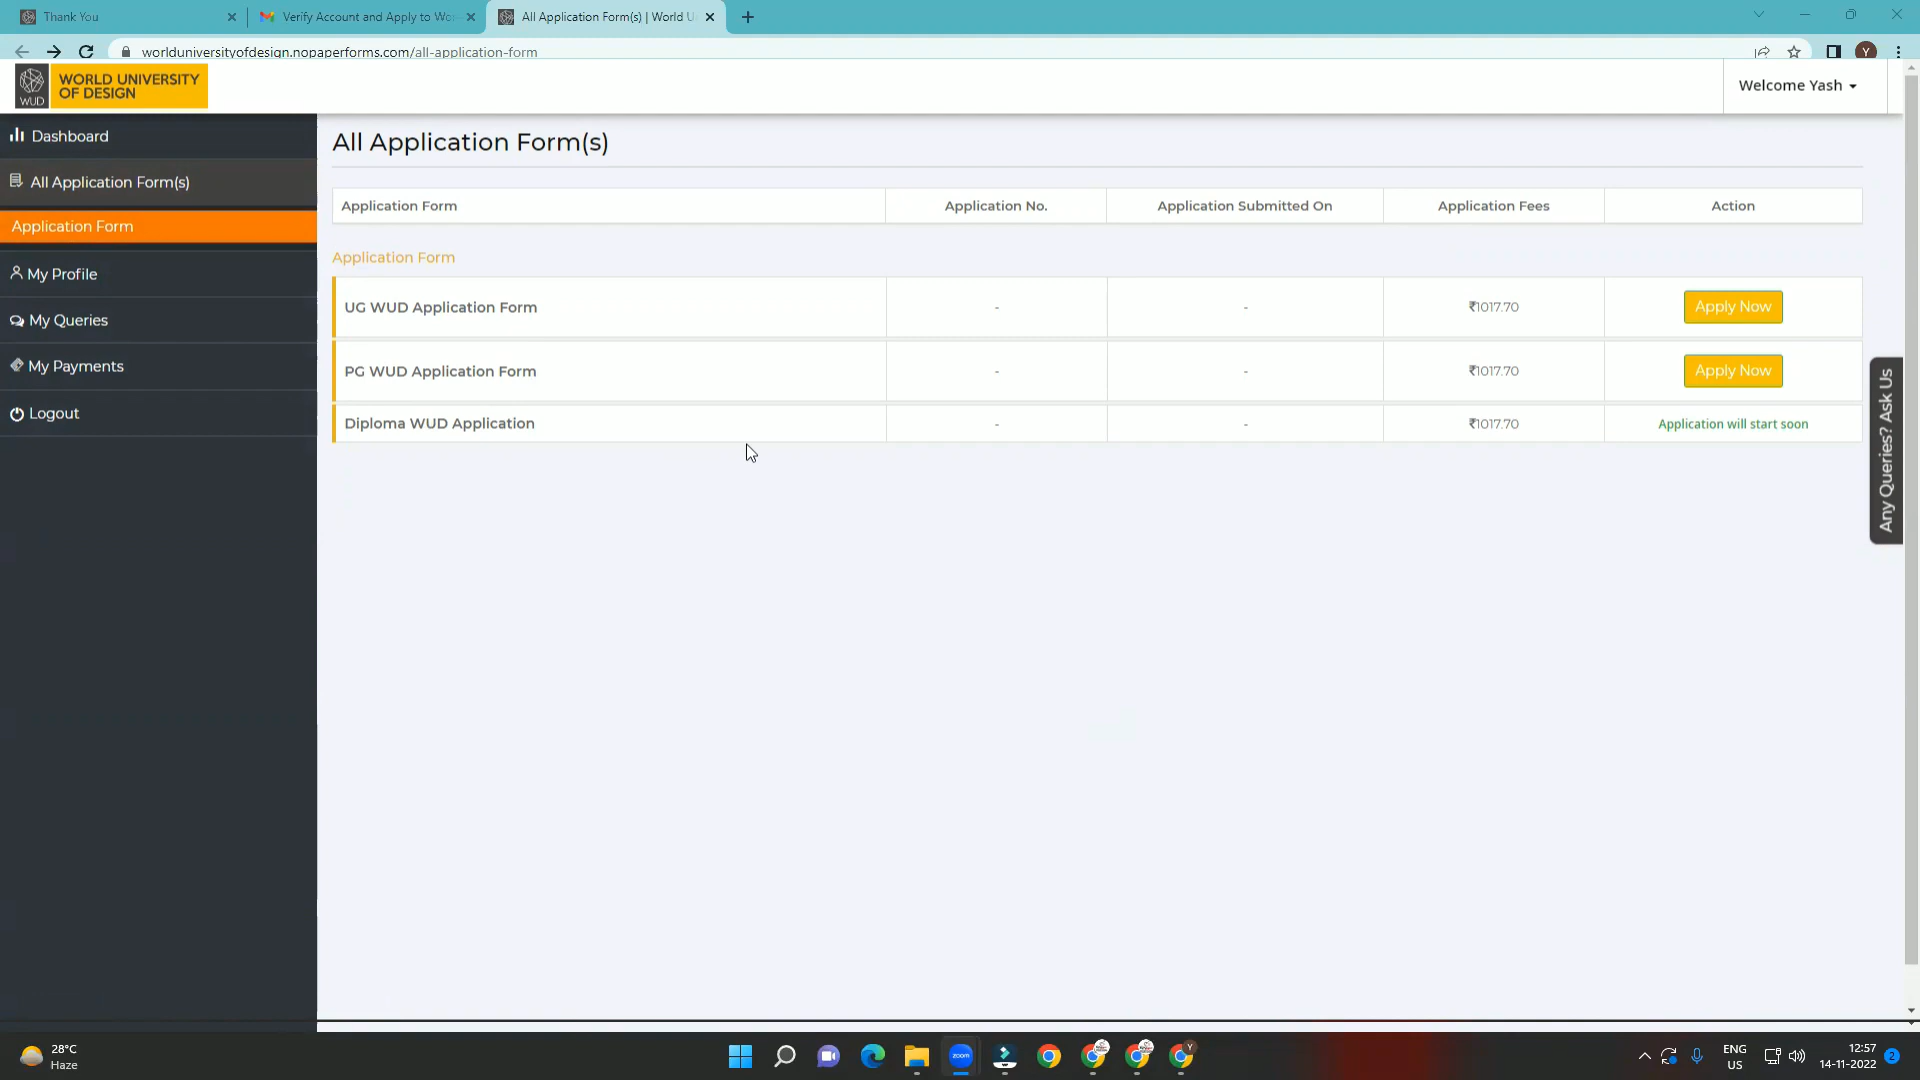 Thank You
Verify Account and Apply to Wo
All Application Form(s) | World U
worlduniversityofdesign.nopaperforms.com/all-application-form
Y
WUD
WORLD UNIVERSITY
OF DESIGN
Welcome Yash
Dashboard
All Application Form(s)
Application Form
My Profile
My Queries
My Payments
Logout
All Application Form(s)
Application Form Application No. Application Submitted On Application Fees Action
Application Form
UG WUD Application Form - - ₹1017.70 Apply Now
PG WUD Application Form - - ₹1017.70 Apply Now
Diploma WUD Application - - ₹1017.70 Application will start soon
Any Queries? Ask Us
28°C
Haze
zoom
Y
ENG
US
12:57
14-11-2022
2